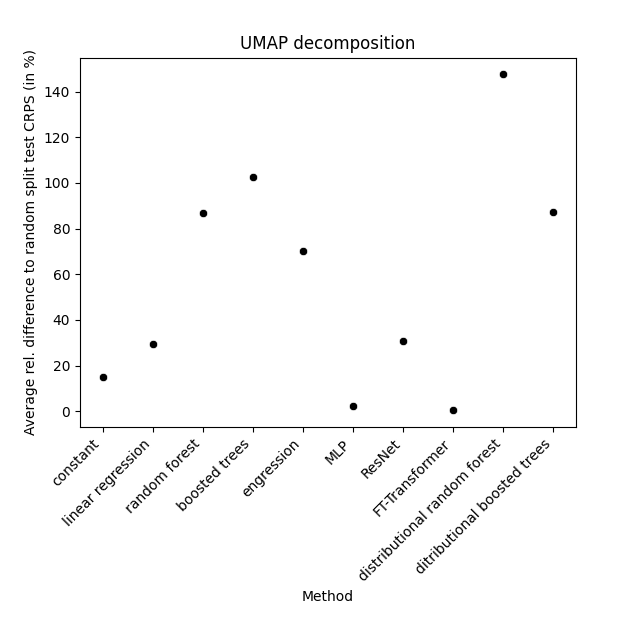 UMAP decomposition
Average rel. difference to random split test CRPS (in %)
140
120
100
80
60
40
20
0
constant
linear regression
random forest
boosted trees
engression
MLP
ResNet
FT-Transformer
distributional random forest
ditributional boosted trees
Method